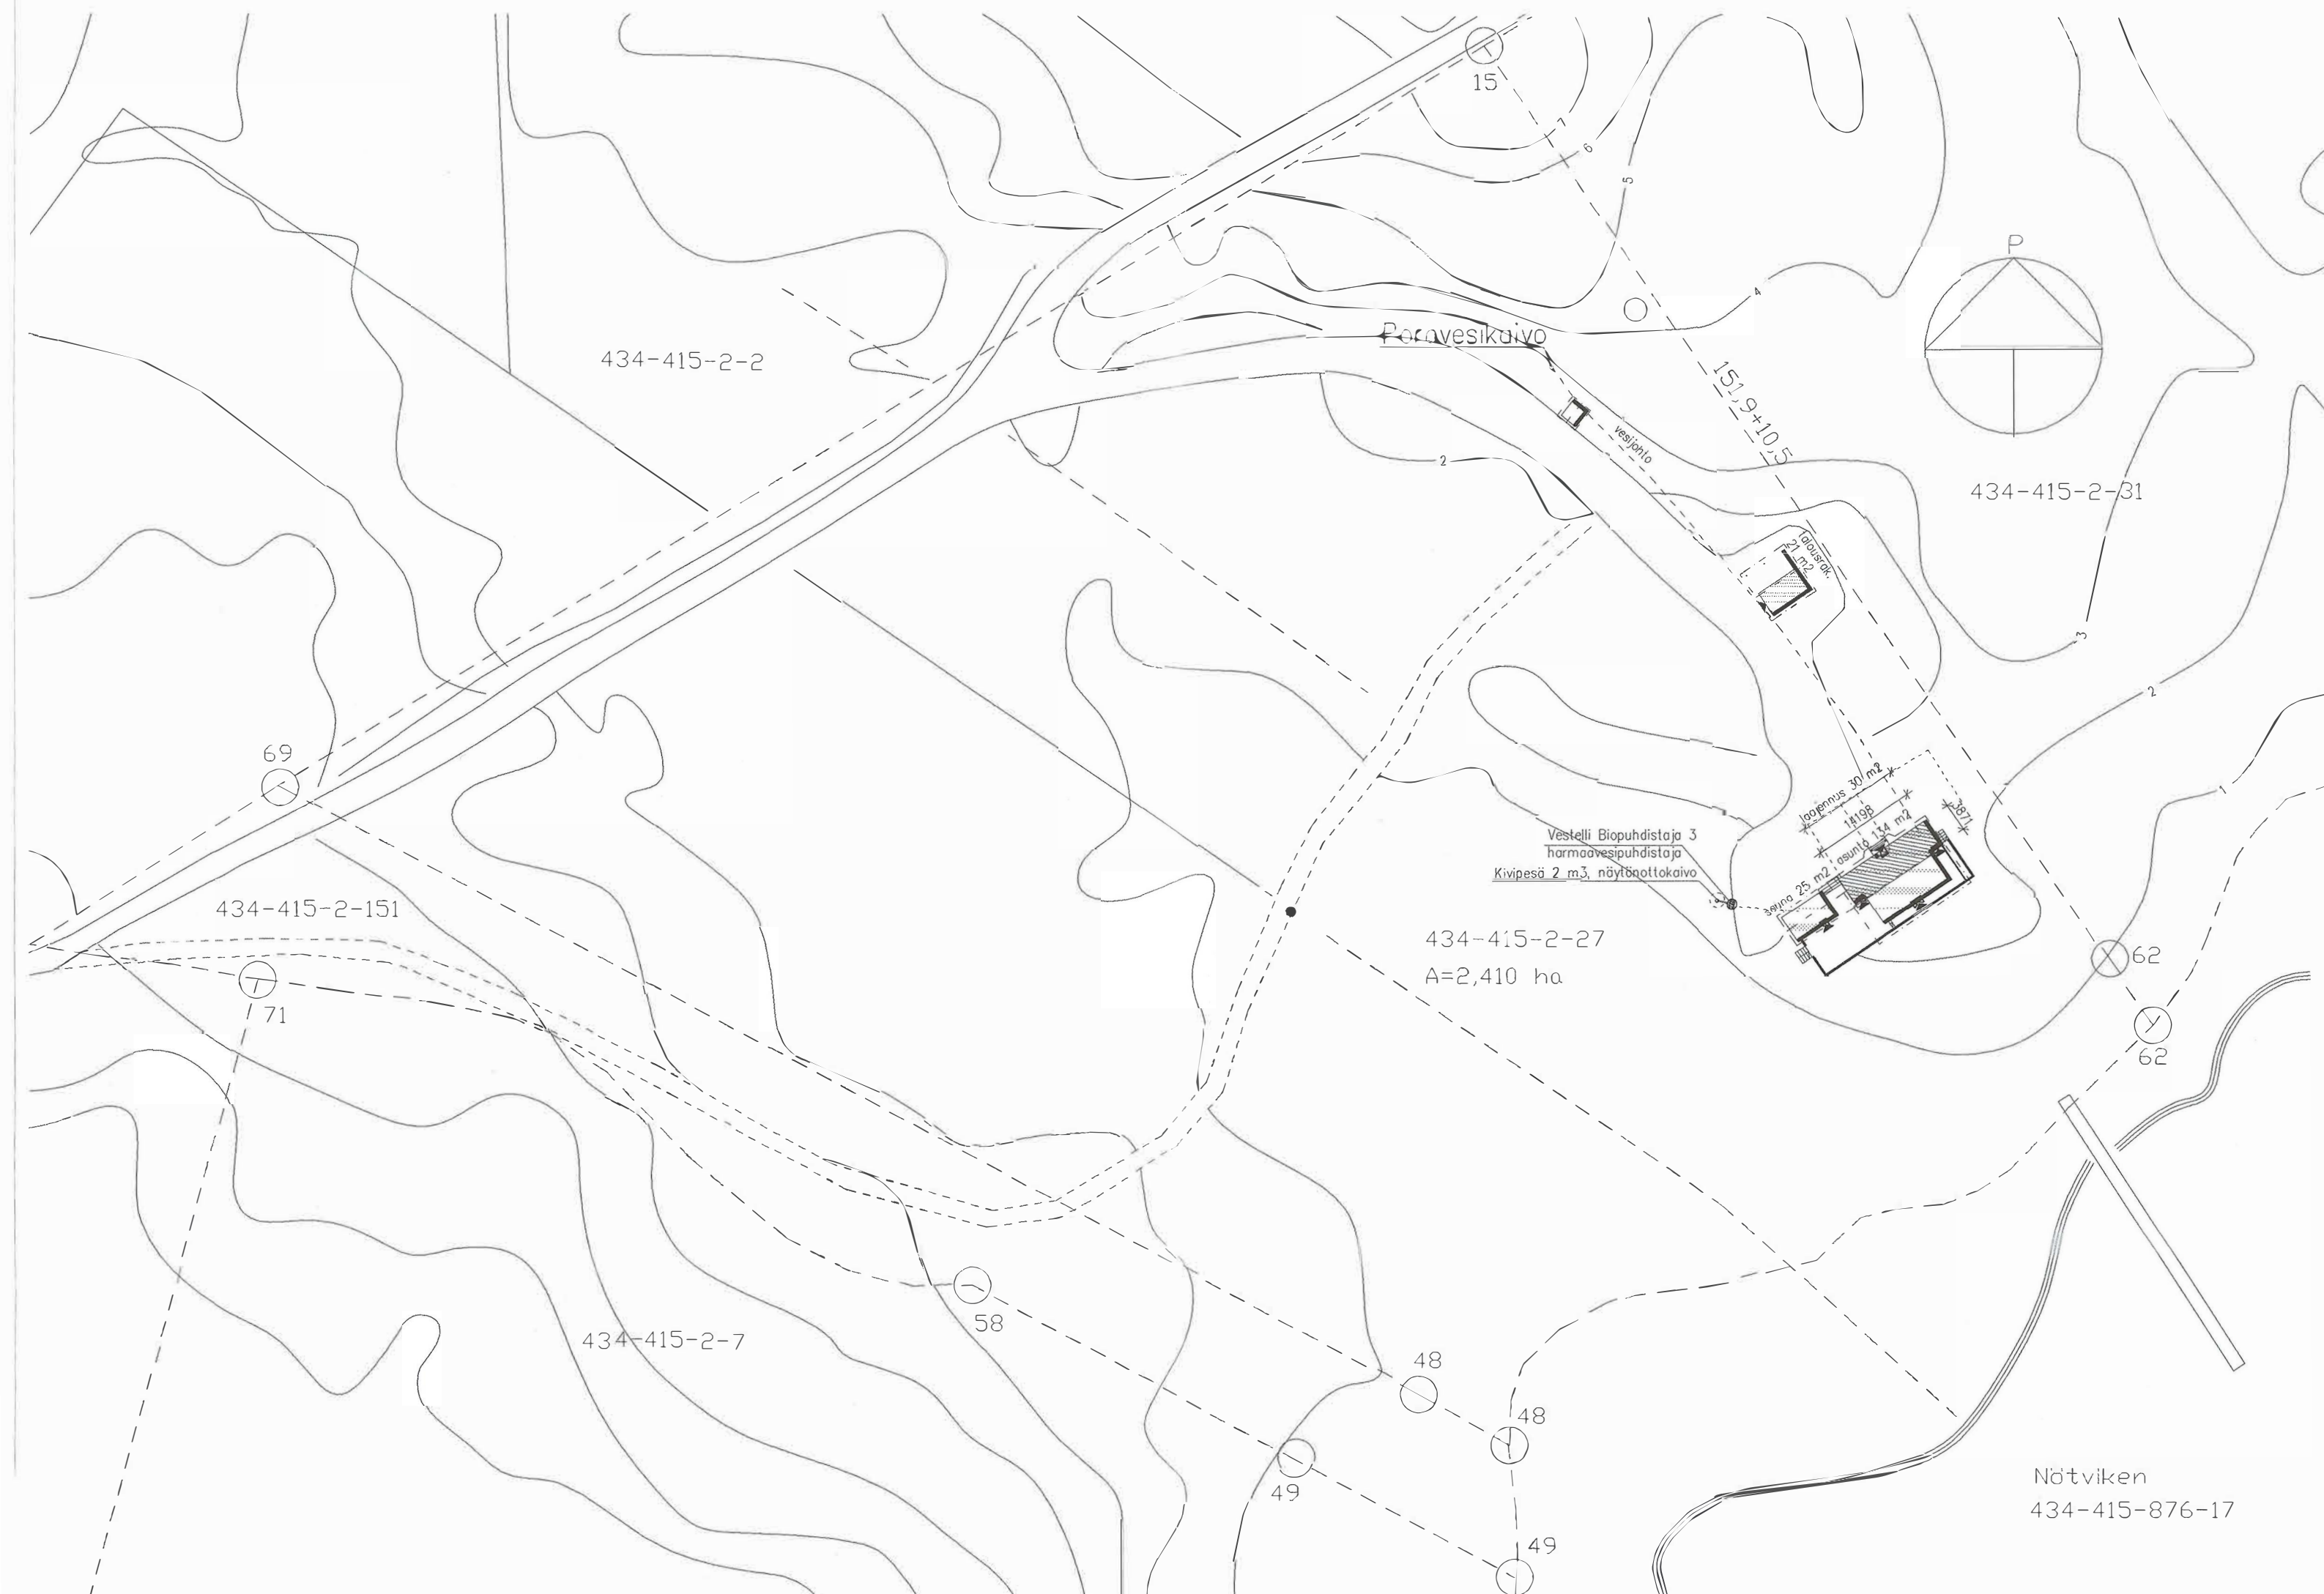 15
7
6
5
P
4
Poravesikaivo
434-415-2-2
151,9+10,5
vesijohto
2
434-415-2-31
talousrak.
21 m2
3
2
69
laajennus 30 m2
14198
3871
1
asunto 134 m2
Vestelli Biopuhdistaja 3
harmaavesipuhdistaja
Kivipesä 2 m3, näytönottokaivo
sauna 25 m2
434-415-2-151
434-415-2-27
A=2,410 ha
62
71
62
58
434-415-2-7
48
48
49
Nötviken
434-415-876-17
49